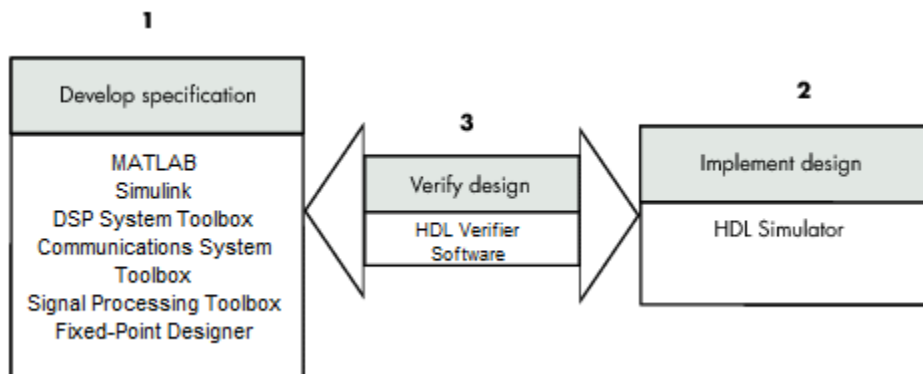 1
Develop specification
MATLAB
Simulink
DSP System Toolbox
Communications System
Toolbox
Signal Processing Toolbox
Fixed-Point Designer
3
Verify design
HDL Verifier
Software
2
Implement design
HDL Simulator